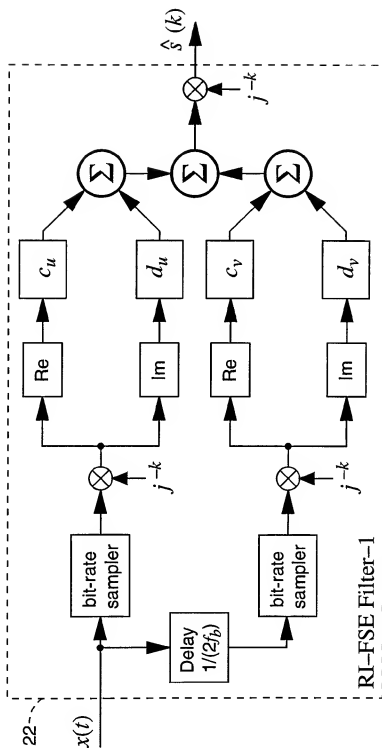 22
x(t)
bit-rate
sampler
j^{-k}
Re
c_u
Im
d_u
Σ
Delay
1/(2f_b)
bit-rate
sampler
j^{-k}
Re
c_v
Im
d_v
Σ
Σ
j^{-k}
ŝ(k)
RI–FSE Filter–1